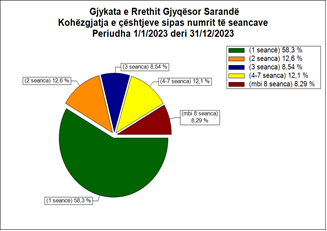 Gjykata e Rrethit Gjyqësor Sarandë
Kohëzgjatja e çështjeve sipas numrit të seancave
Periudha 1/1/2023 deri 31/12/2023
(1 seancë) 58,3 %
(2 seanca) 12,6 %
(3 seanca) 8,54 %
(4-7 seanca) 12,1 %
(mbi 8 seanca) 8,29 %
(3 seanca) 8,54 %
(2 seanca) 12,6 %
(4-7 seanca) 12,1 %
(mbi 8 seanca)
8,29 %
(1 seancë) 58,3 %